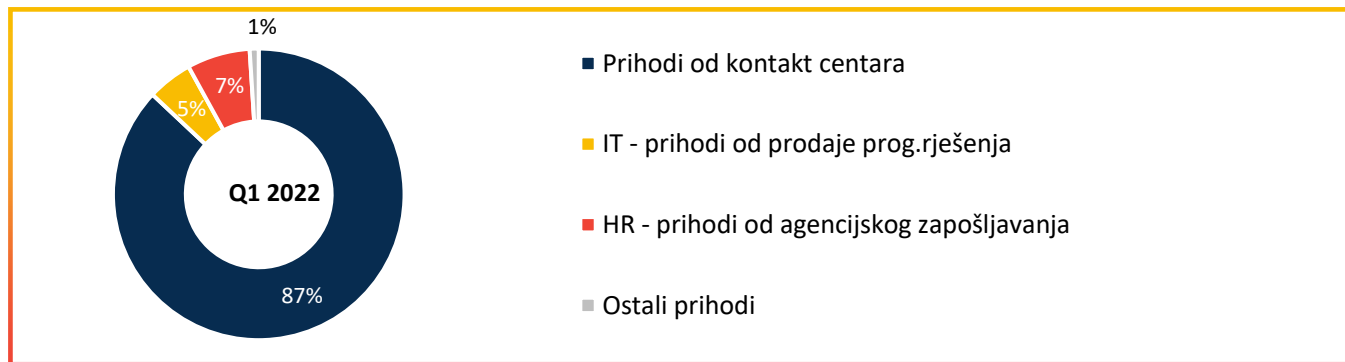 1%
7%
5%
Q1 2022
87%
Prihodi od kontakt centara
IT - prihodi od prodaje prog.rješenja
HR - prihodi od agencijskog zapošljavanja
Ostali prihodi